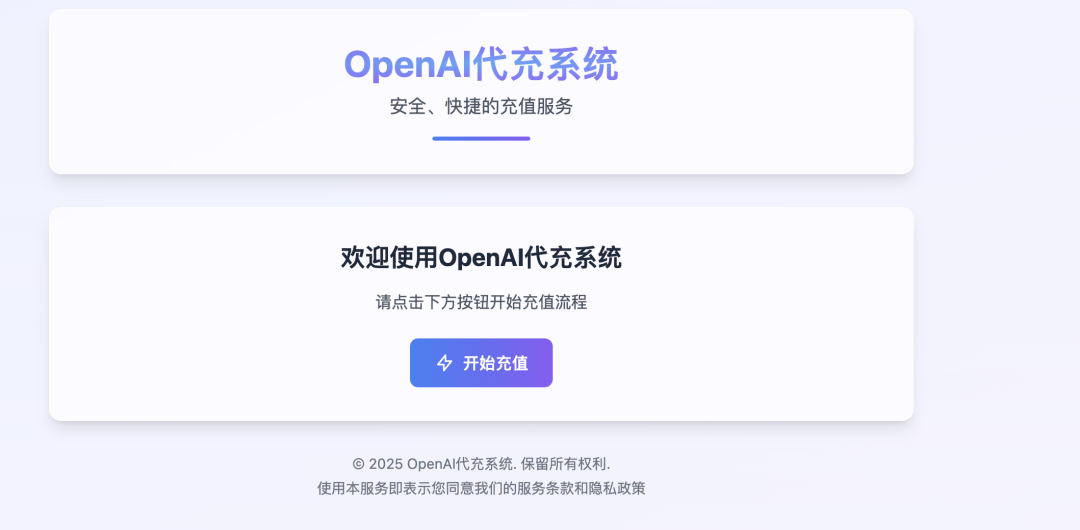 OpenAI代充系统
安全、快捷的充值服务
欢迎使用OpenAI代充系统
请点击下方按钮开始充值流程
开始充值
© 2025 OpenAI代充系统. 保留所有权利.
使用本服务即表示您同意我们的服务条款和隐私政策